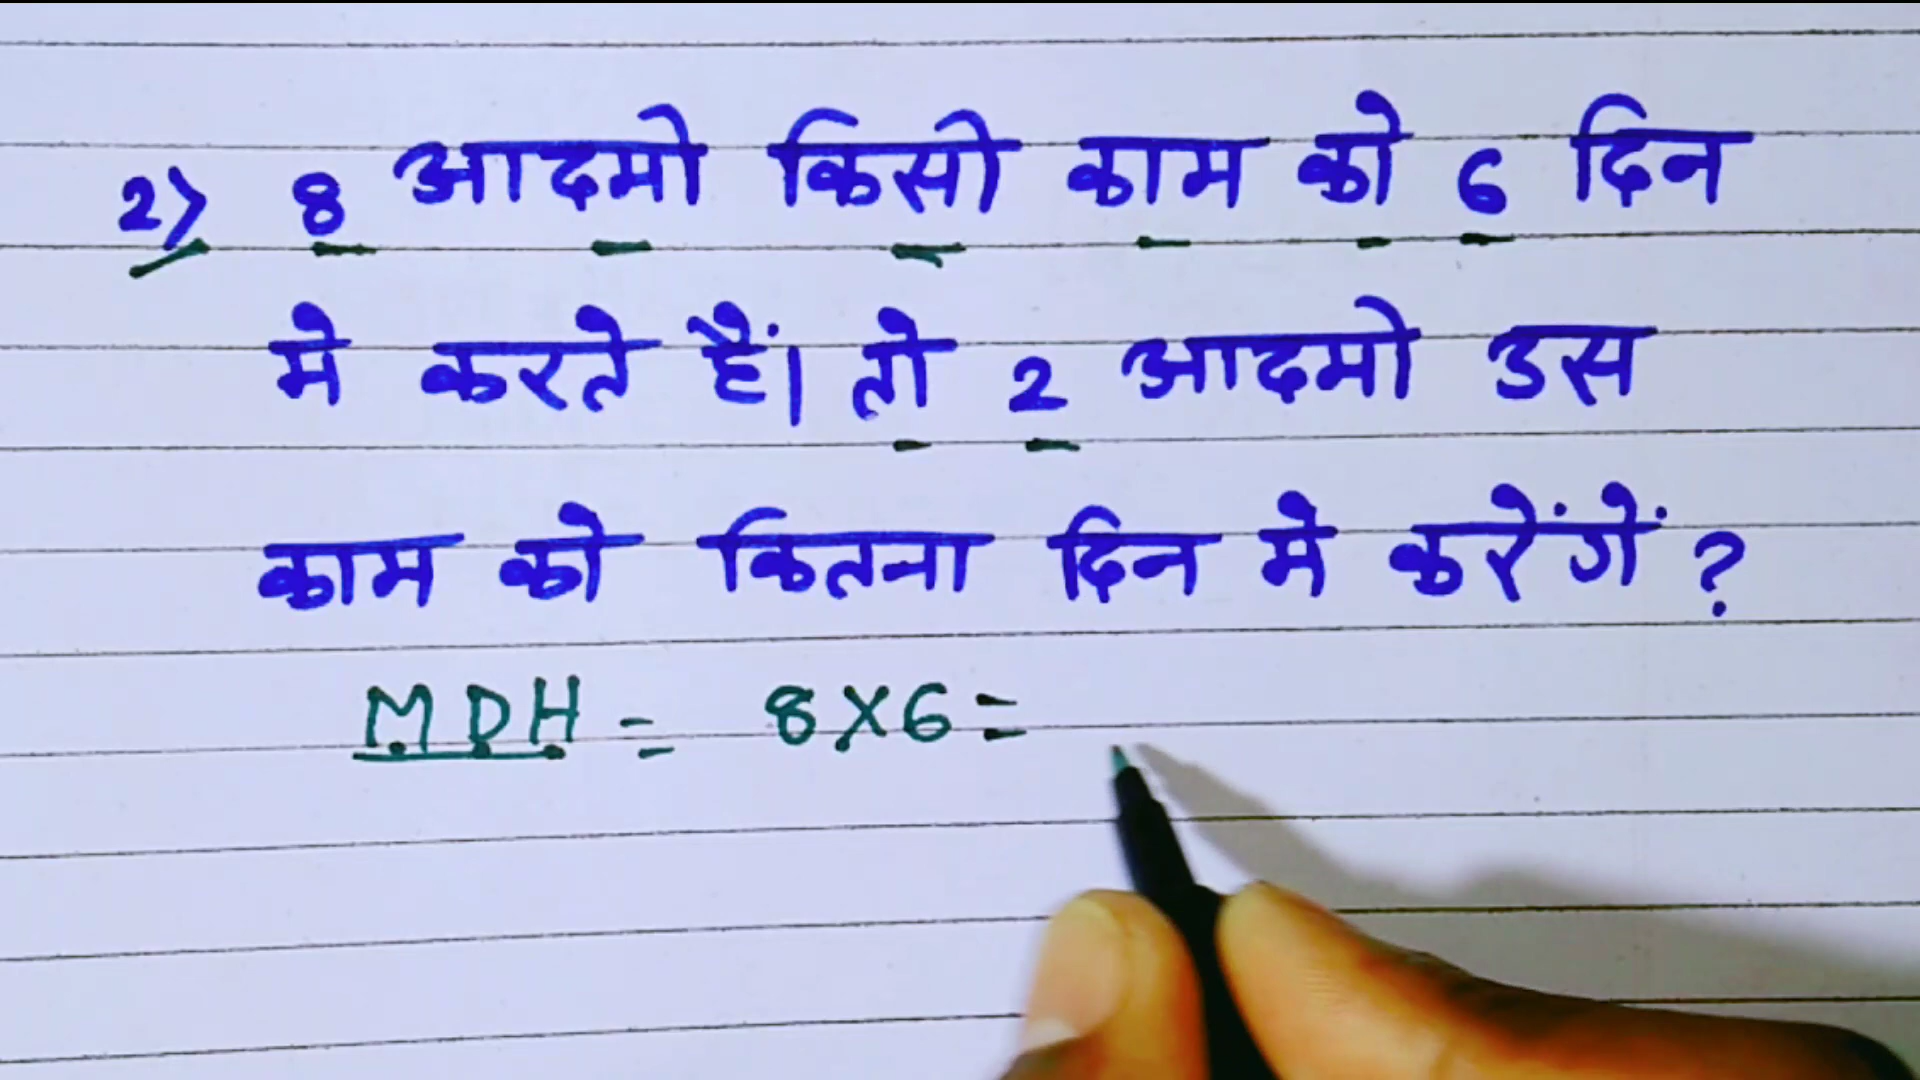 2) 8 आदमी किसी काम को 6 दिन
मे करते हैं। तो 2 आदमी उस
काम को कितना दिन मे करेंगें ?
MDH = 8×6=